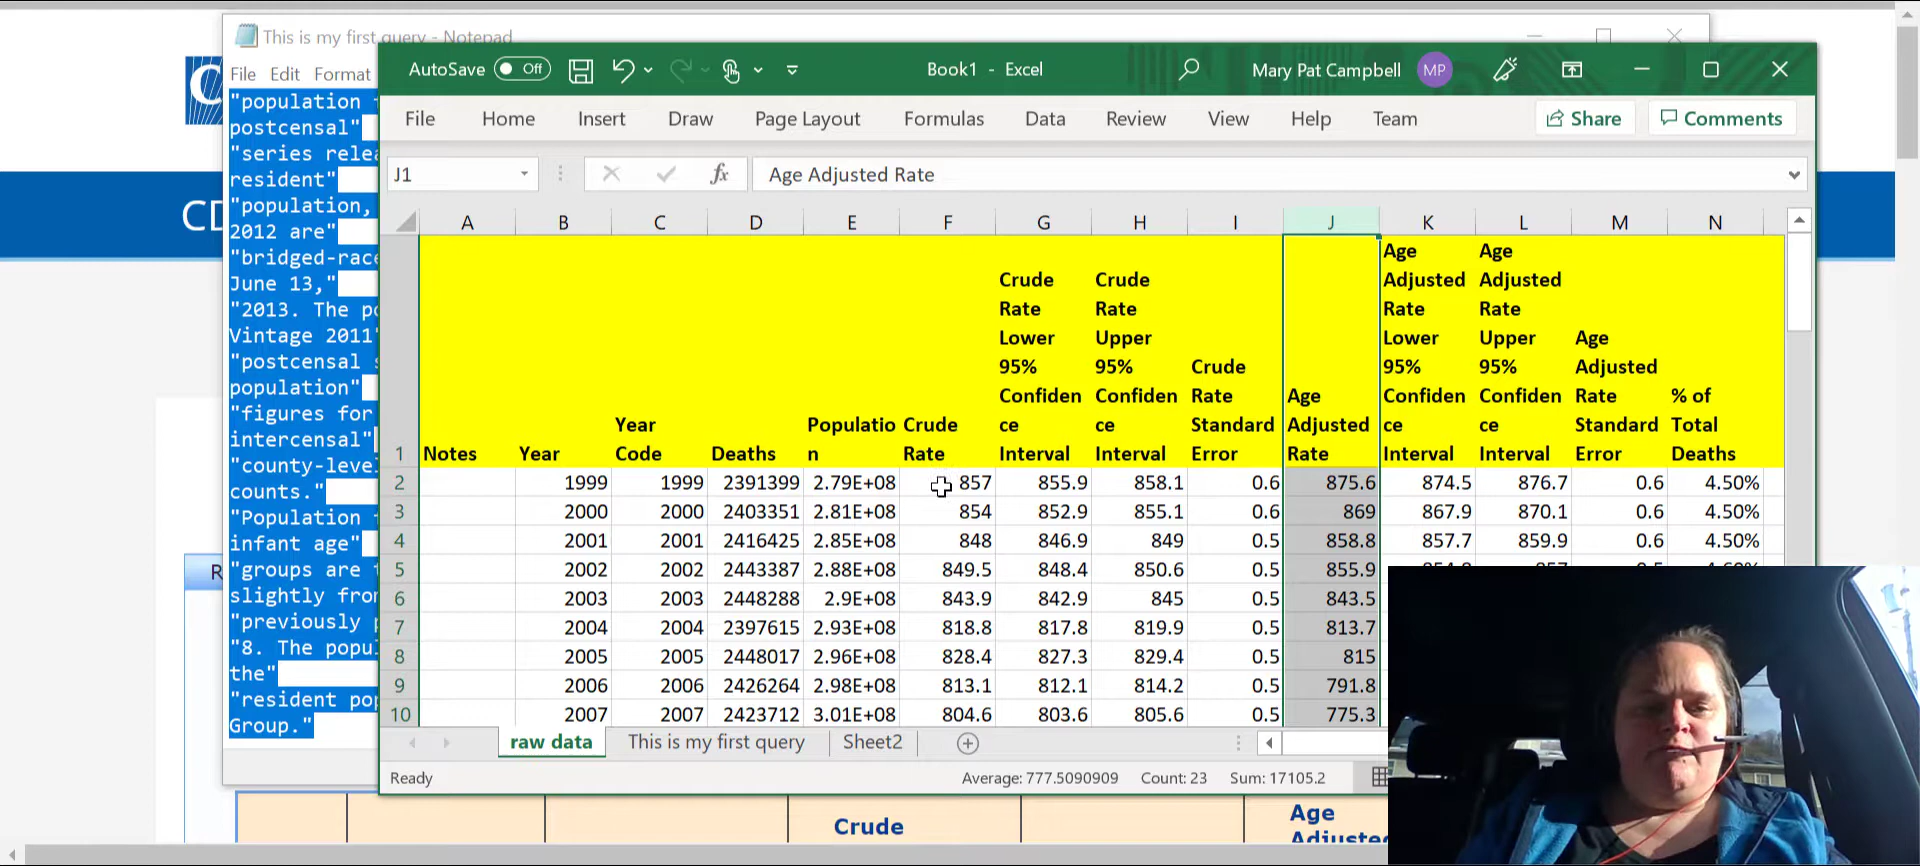 This is my first query - Notepad
File Edit Format
"population
postcensal"
"series
resident"
"population,
2012 are"
June 13,"
"2013. The
Vintage 2011
"postcensal
population"
"figures for
intercensal"
counts."
"Population
infant age"
"groups are
slightly
"previously
"8. The
the"
"resident
Group."
AutoSave Off
Book1 - Excel
Mary Pat Campbell MP
File Home Insert Draw Page Layout Formulas Data Review View Help Team Share Comments
J1 fx Age Adjusted Rate
A B C D E F G H I J K L M N
1 Notes Year Year Code Deaths Population Crude Rate Crude Rate Lower 95% Confidence Interval Crude Rate Upper 95% Confidence Interval Crude Rate Standard Error Age Adjusted Rate Age Adjusted Rate Lower 95% Confidence Interval Age Adjusted Rate Upper 95% Confidence Interval Age Adjusted Rate Standard Error % of Total Deaths
2 1999 1999 2391399 2.79E+08 857 855.9 858.1 0.6 875.6 874.5 876.7 0.6 4.50%
3 2000 2000 2403351 2.81E+08 854 852.9 855.1 0.6 869 867.9 870.1 0.6 4.50%
4 2001 2001 2416425 2.85E+08 848 846.9 849 0.5 858.8 857.7 859.9 0.6 4.50%
5 2002 2002 2443387 2.88E+08 849.5 848.4 850.6 0.5 855.9
6 2003 2003 2448288 2.9E+08 843.9 842.9 845 0.5 843.5
7 2004 2004 2397615 2.93E+08 818.8 817.8 819.9 0.5 813.7
8 2005 2005 2448017 2.96E+08 828.4 827.3 829.4 0.5 815
9 2006 2006 2426264 2.98E+08 813.1 812.1 814.2 0.5 791.8
10 2007 2007 2423712 3.01E+08 804.6 803.6 805.6 0.5 775.3
raw data This is my first query Sheet2
Ready Average: 777.5090909 Count: 23 Sum: 17105.2
Crude
Age
Adjusted